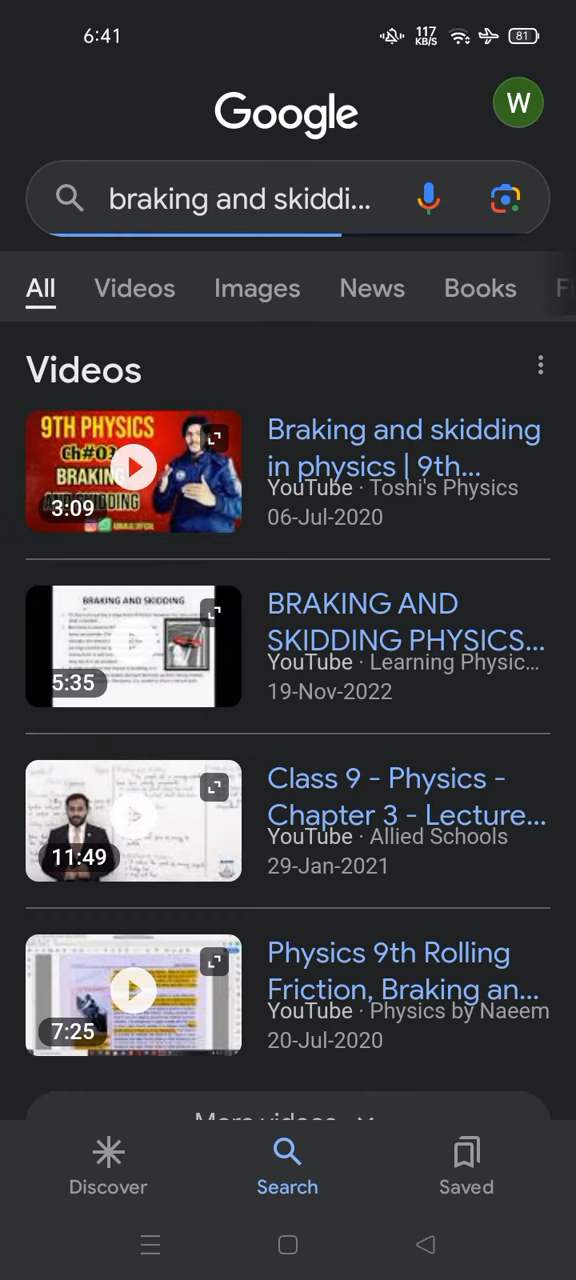 6:41 117 KB/S 81
Google
W
braking and skiddi...
All Videos Images News Books
Videos
9TH PHYSICS
Ch#03
BRAKING
AND SKIDDING
3:09
Braking and skidding
in physics | 9th...
YouTube · Toshi's Physics
06-Jul-2020
BRAKING AND SKIDDING
5:35
BRAKING AND
SKIDDING PHYSICS...
YouTube · Learning Physic...
19-Nov-2022
11:49
Class 9 - Physics -
Chapter 3 - Lecture...
YouTube · Allied Schools
29-Jan-2021
7:25
Physics 9th Rolling
Friction, Braking an...
YouTube · Physics by Naeem
20-Jul-2020
More videos
Discover Search Saved